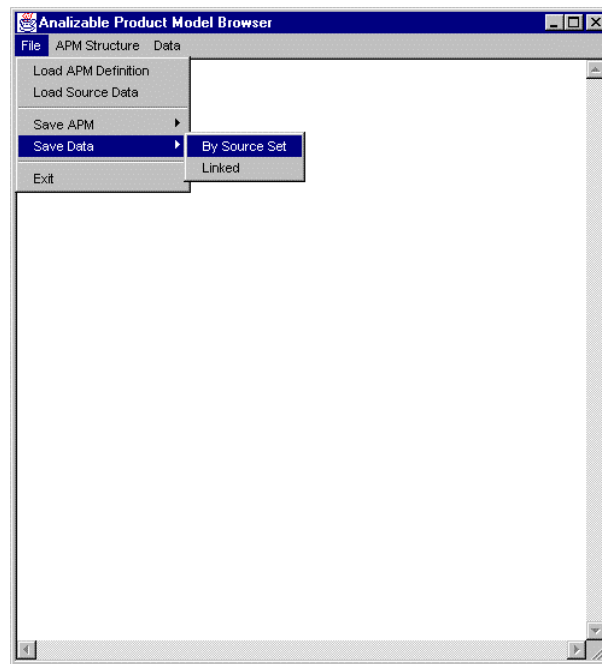 Analizable Product Model Browser
File APM Structure Data
Load APM Definition
Load Source Data
Save APM
Save Data
By Source Set
Linked
Exit